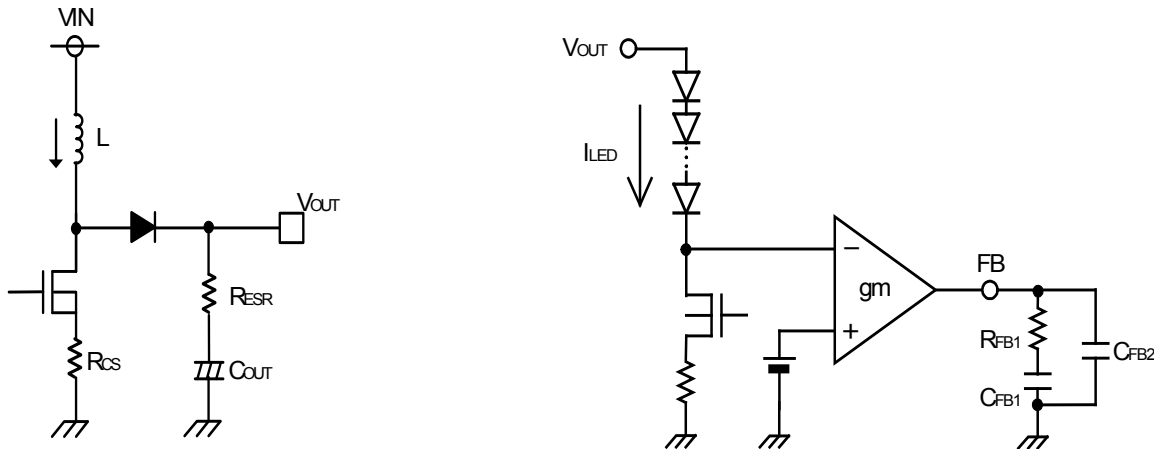 VIN
L
VOUT
RESR
RCS
COUT
VOUT
ILED
−
gm
+
FB
RFB1
CFB2
CFB1